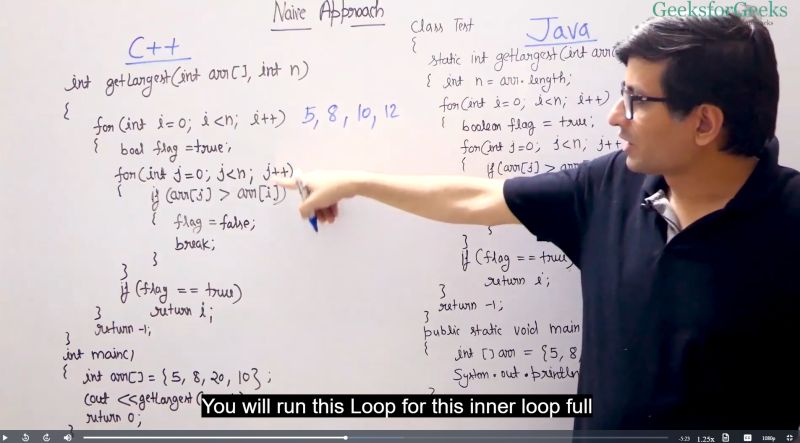 GeeksforGeeks
Naive Approach
C++
int getLargest(int arr[], int n)
{
for(int i=0; i<n; i++) 5, 8, 10, 12
{ bool flag =true;
for(int j=0; j<n; j++)
{ if (arr[j] > arr[i])
{ flag = false;
break;
}
}
if (flag == true)
return i;
}
return -1;
}
int main()
{ int arr[] = {5, 8, 20, 10};
cout <<getLargest(
return 0;
}
Class Test
Java
{
static int getLargest(int arr
{ int n = arr.length;
for(int i=0; i<n; i++)
{ boolean flag = true;
for(int j=0; j<n; j++
{ if(arr[j] > arr
}
}
if (flag == true)
return i;
}
return -1;
}
public static void main
{ int [] arr = {5, 8,
System.out.println
}
You will run this Loop for this inner loop full
-5:23 1.25x 1080p